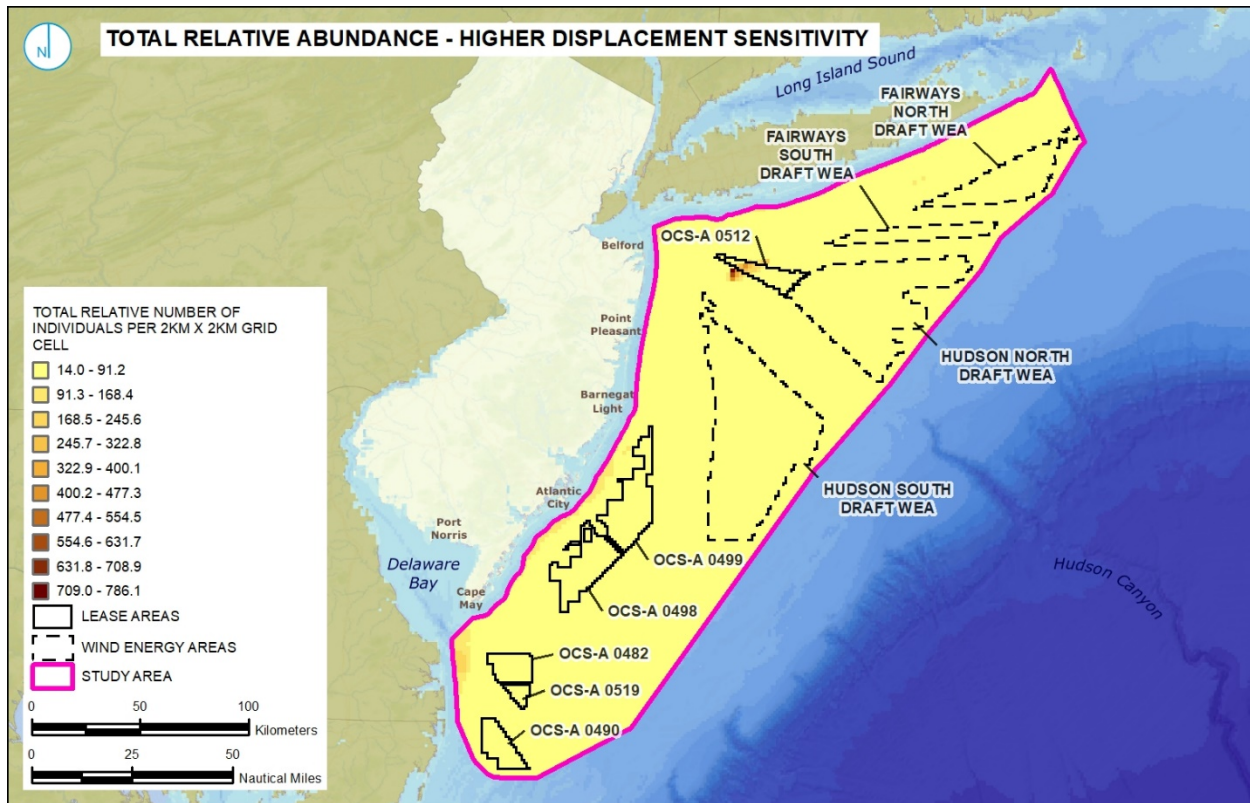 N
TOTAL RELATIVE ABUNDANCE - HIGHER DISPLACEMENT SENSITIVITY
Long Island Sound
FAIRWAYS
NORTH
DRAFT WEA
FAIRWAYS
SOUTH
DRAFT WEA
OCS-A 0512
Belford
Point
Pleasant
HUDSON NORTH
DRAFT WEA
Barnegat
Light
HUDSON SOUTH
DRAFT WEA
Atlantic
City
Port
Norris
Delaware
Bay
Cape
May
OCS-A 0499
OCS-A 0498
Hudson Canyon
OCS-A 0482
OCS-A 0519
OCS-A 0490
TOTAL RELATIVE NUMBER OF
INDIVIDUALS PER 2KM X 2KM GRID
CELL
14.0 - 91.2
91.3 - 168.4
168.5 - 245.6
245.7 - 322.8
322.9 - 400.1
400.2 - 477.3
477.4 - 554.5
554.6 - 631.7
631.8 - 708.9
709.0 - 786.1
LEASE AREAS
WIND ENERGY AREAS
STUDY AREA
0 50 100
Kilometers
0 25 50
Nautical Miles